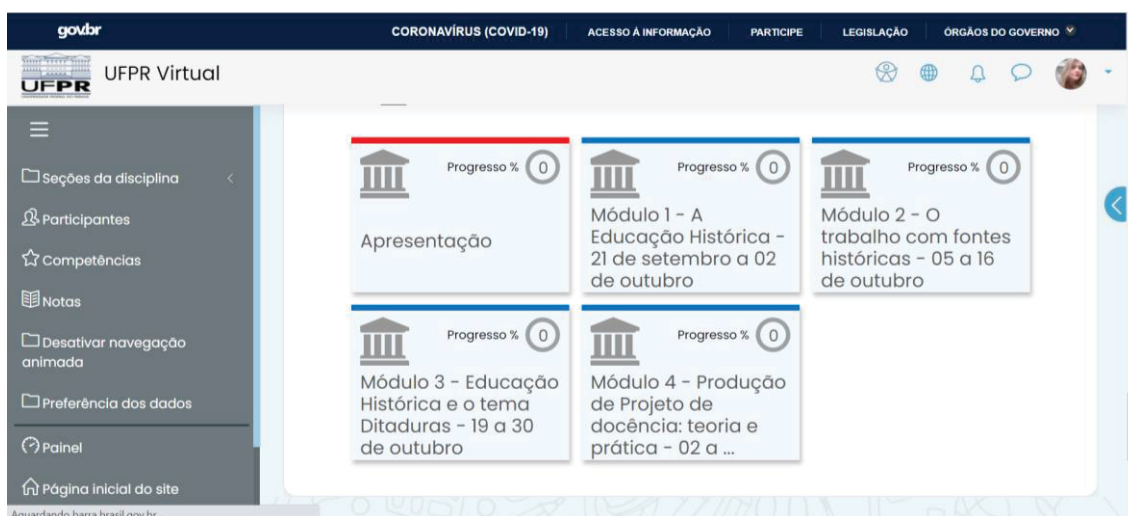 govbr
CORONAVÍRUS (COVID-19)
ACESSO À INFORMAÇÃO
PARTICIPE
LEGISLAÇÃO
ÓRGÃOS DO GOVERNO
UFPR
UFPR Virtual
Seções da disciplina
Participantes
Competências
Notas
Desativar navegação
animada
Preferência dos dados
Painel
Página inicial do site
Aguardando barra.brasil.gov.br
Progresso % 0
Apresentação
Progresso % 0
Módulo 1 - A
Educação Histórica -
21 de setembro a 02
de outubro
Progresso % 0
Módulo 2 - O
trabalho com fontes
históricas - 05 a 16
de outubro
Progresso % 0
Módulo 3 - Educação
Histórica e o tema
Ditaduras - 19 a 30
de outubro
Progresso % 0
Módulo 4 - Produção
de Projeto de
docência: teoria e
prática - 02 a ...